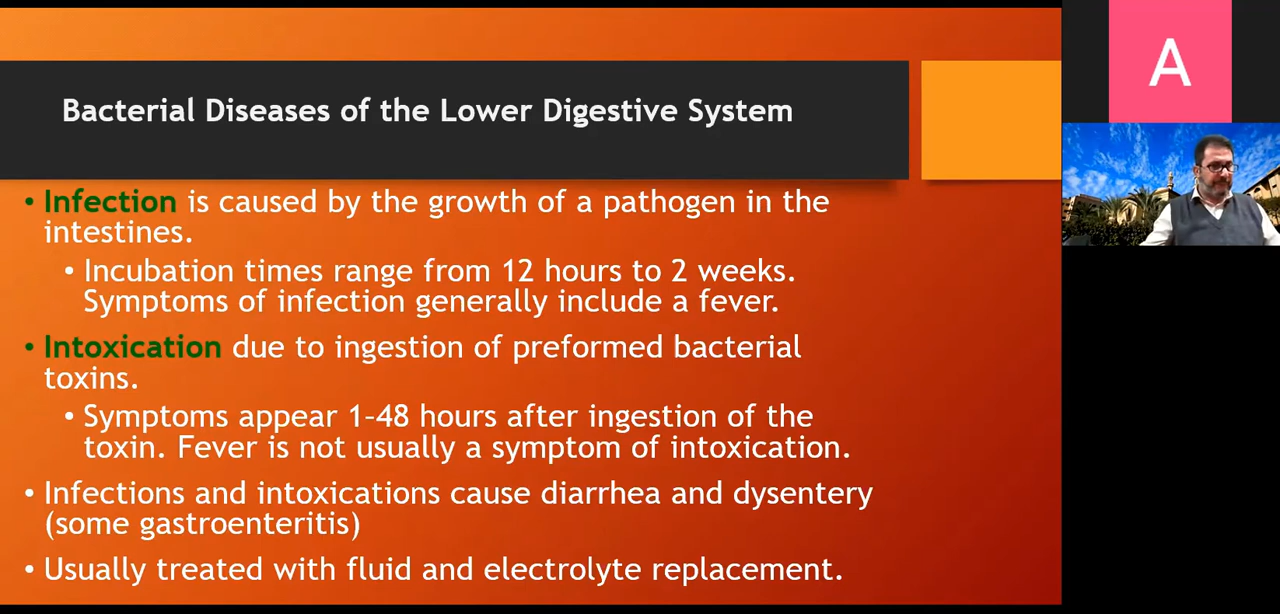 Bacterial Diseases of the Lower Digestive System
A
• Infection is caused by the growth of a pathogen in the
intestines.
• Incubation times range from 12 hours to 2 weeks.
Symptoms of infection generally include a fever.
• Intoxication due to ingestion of preformed bacterial
toxins.
• Symptoms appear 1–48 hours after ingestion of the
toxin. Fever is not usually a symptom of intoxication.
• Infections and intoxications cause diarrhea and dysentery
(some gastroenteritis)
• Usually treated with fluid and electrolyte replacement.